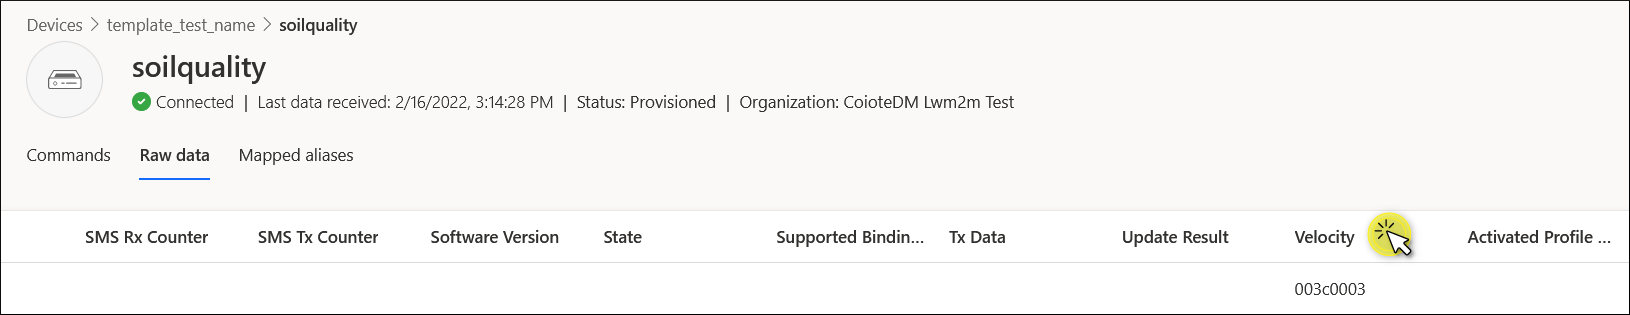 Devices > template_test_name > soilquality
soilquality
Connected | Last data received: 2/16/2022, 3:14:28 PM | Status: Provisioned | Organization: CoioteDM Lwm2m Test
Commands Raw data Mapped aliases
SMS Rx Counter SMS Tx Counter Software Version State Supported Bindin... Tx Data Update Result Velocity Activated Profile ...
003c0003